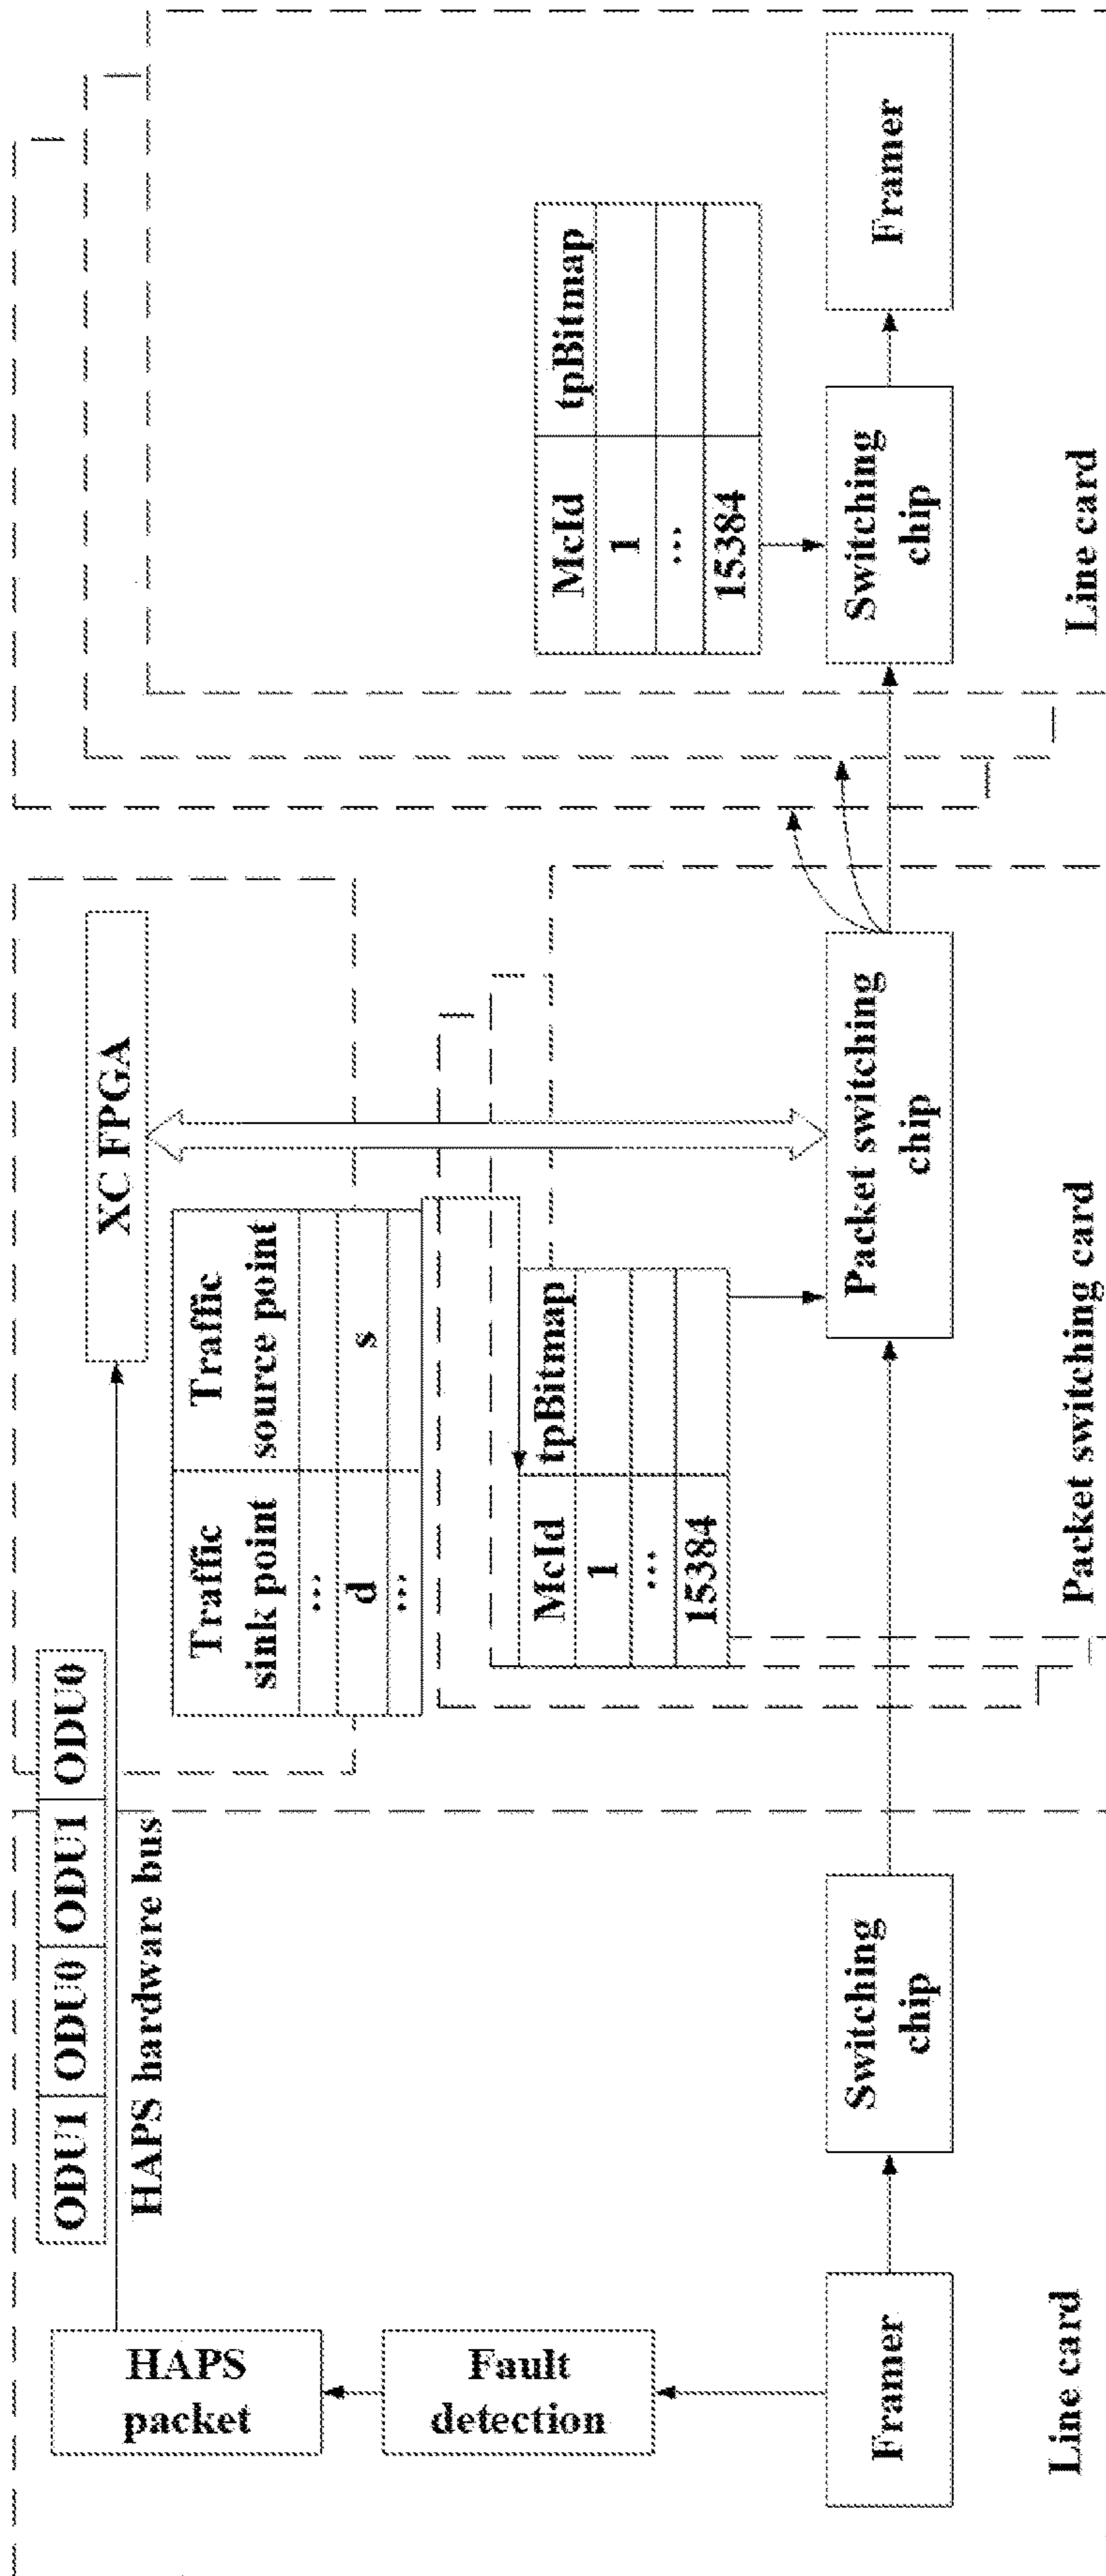 ODU1 ODU0 ODU1 ODU0
HAPS hardware bus
HAPS
packet
Fault
detection
Framer
Switching
chip
Line card
XC FPGA
Traffic
sink point
Traffic
source point
...
d
s
...
McId
tpBitmap
1
...
15384
Packet switching
chip
Packet switching card
McId
tpBitmap
1
...
15384
Switching
chip
Framer
Line card